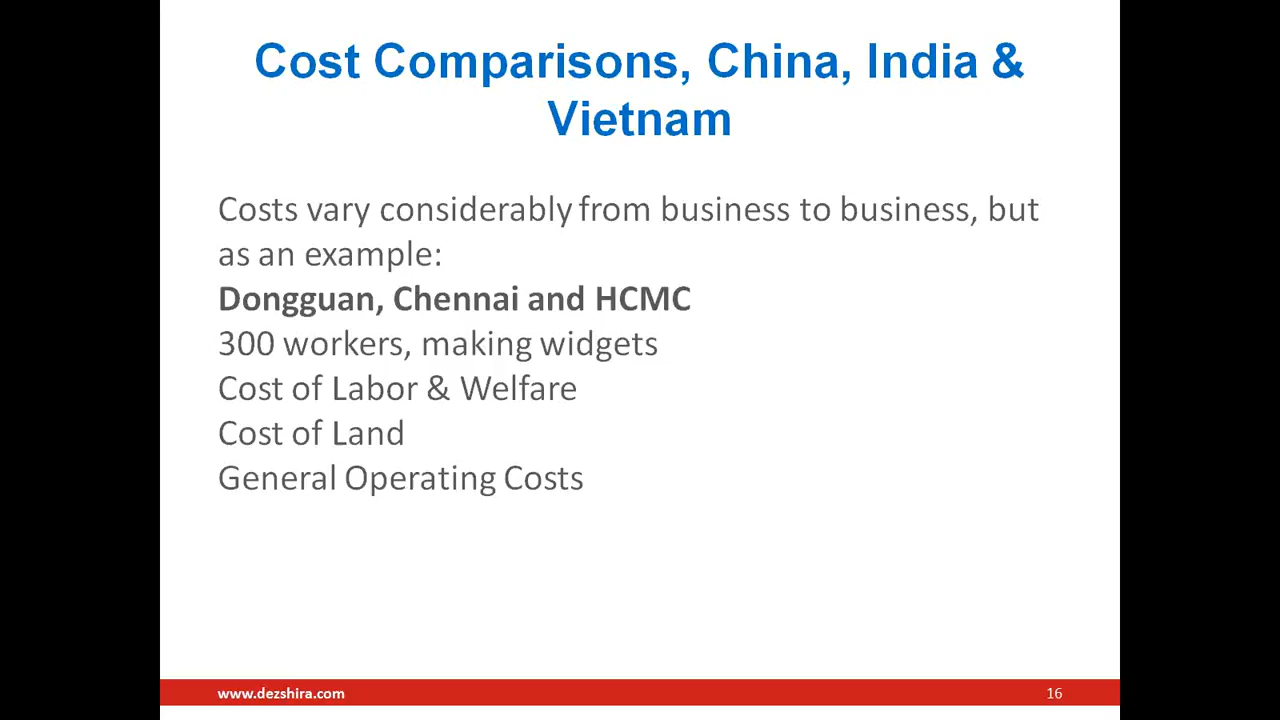 Cost Comparisons, China, India &
Vietnam
Costs vary considerably from business to business, but
as an example:
Dongguan, Chennai and HCMC
300 workers, making widgets
Cost of Labor & Welfare
Cost of Land
General Operating Costs
www.dezshira.com
16